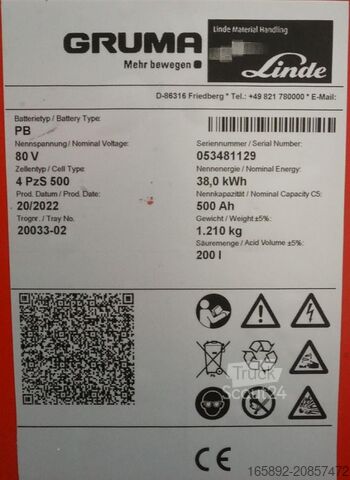 GRUMA
Mehr bewegen
Linde Material Handling
Linde
D-86316 Friedberg * Tel.: +49 821 780000 * E-Mail:
Batterietyp / Battery Type:
PB
Nennspannung / Nominal Voltage:
80 V
Zellentyp / Cell Type:
4 PzS 500
Prod. Datum / Prod. Date:
20/2022
Trognr. / Tray No.
20033-02
Seriennummer / Serial Number:
053481129
Nennenergie / Nominal Energy:
38,0 kWh
Nennkapazität / Nominal Capacity C5:
500 Ah
Gewicht / Weight ±5%:
1.210 kg
Säuremenge / Acid Volume ±5%:
200 l
Pb
Truck
Scout24
CE
165892-20857472